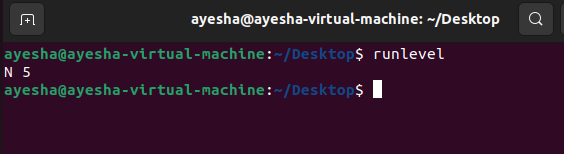 ayesha@ayesha-virtual-machine: ~/Desktop
ayesha@ayesha-virtual-machine:~/Desktop$ runlevel
N 5
ayesha@ayesha-virtual-machine:~/Desktop$